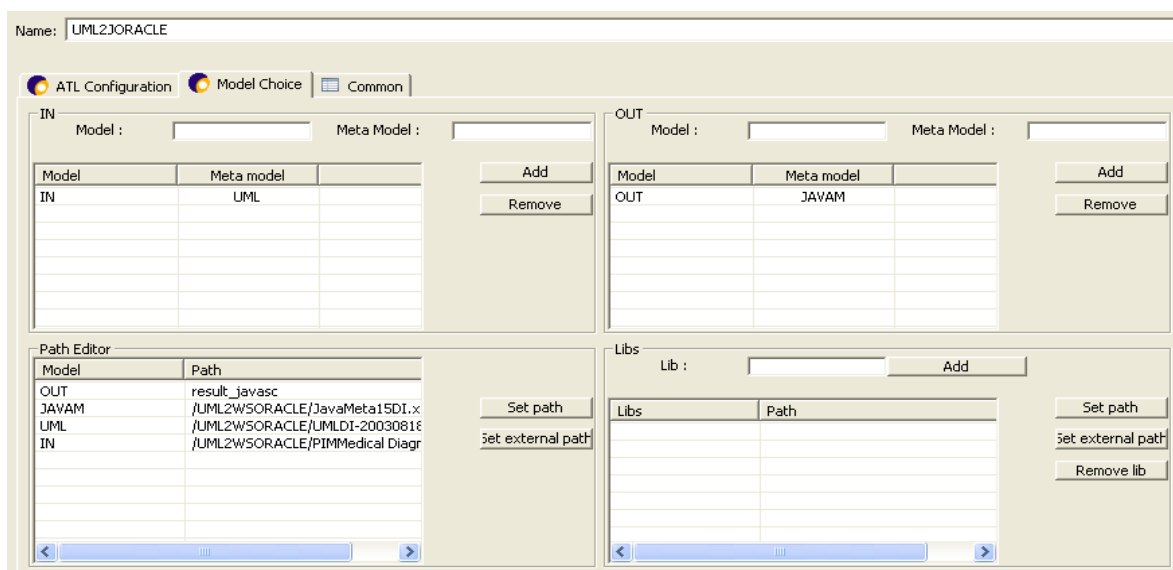 Name: UML2JORACLE
ATL Configuration Model Choice Common
IN
Model : Meta Model :
Add
Model Meta model
IN UML
Remove
OUT
Model : Meta Model :
Add
Model Meta model
OUT JAVAM
Remove
Path Editor
Model Path
OUT result_javasc
JAVAM /UML2WSORACLE/JavaMeta15DI.x
UML /UML2WSORACLE/UMLDI-20030818
IN /UML2WSORACLE/PIMMedical Diagr
Set path
Set external path
Libs
Lib : Add
Libs Path
Set path
Set external path
Remove lib